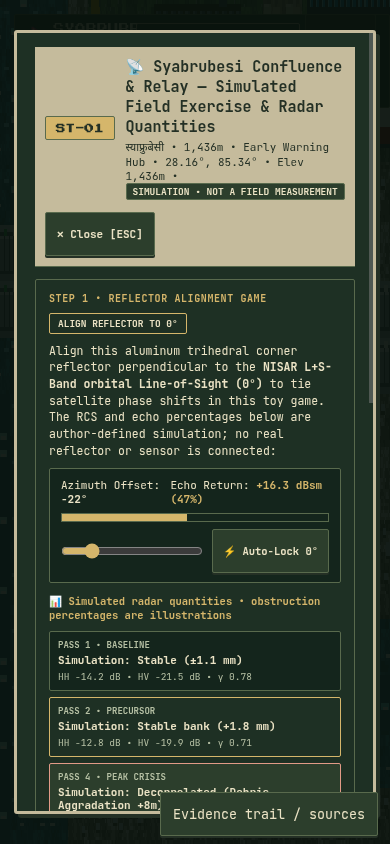 ST-01
📡 Syabrubesi Confluence
& Relay — Simulated
Field Exercise & Radar
Quantities
स्याफ्रुबेसी • 1,436m • Early Warning
Hub • 28.16°, 85.34° • Elev
1,436m •
SIMULATION • NOT A FIELD MEASUREMENT
× Close [ESC]
STEP 1 • REFLECTOR ALIGNMENT GAME
ALIGN REFLECTOR TO 0°
Align this aluminum trihedral corner
reflector perpendicular to the NISAR L+S-
Band orbital Line-of-Sight (0°) to tie
satellite phase shifts in this toy game.
The RCS and echo percentages below are
author-defined simulation; no real
reflector or sensor is connected:
Azimuth Offset: Echo Return: +16.3 dBsm
-22° (47%)
⚡ Auto-Lock 0°
📊 Simulated radar quantities • obstruction
percentages are illustrations
PASS 1 • BASELINE
Simulation: Stable (±1.1 mm)
HH -14.2 dB • HV -21.5 dB • γ 0.78
PASS 2 • PRECURSOR
Simulation: Stable bank (+1.8 mm)
HH -12.8 dB • HV -19.9 dB • γ 0.71
PASS 4 • PEAK CRISIS
Simulation: Decorrelated (Debris
Aggradation +8m)
Evidence trail / sources